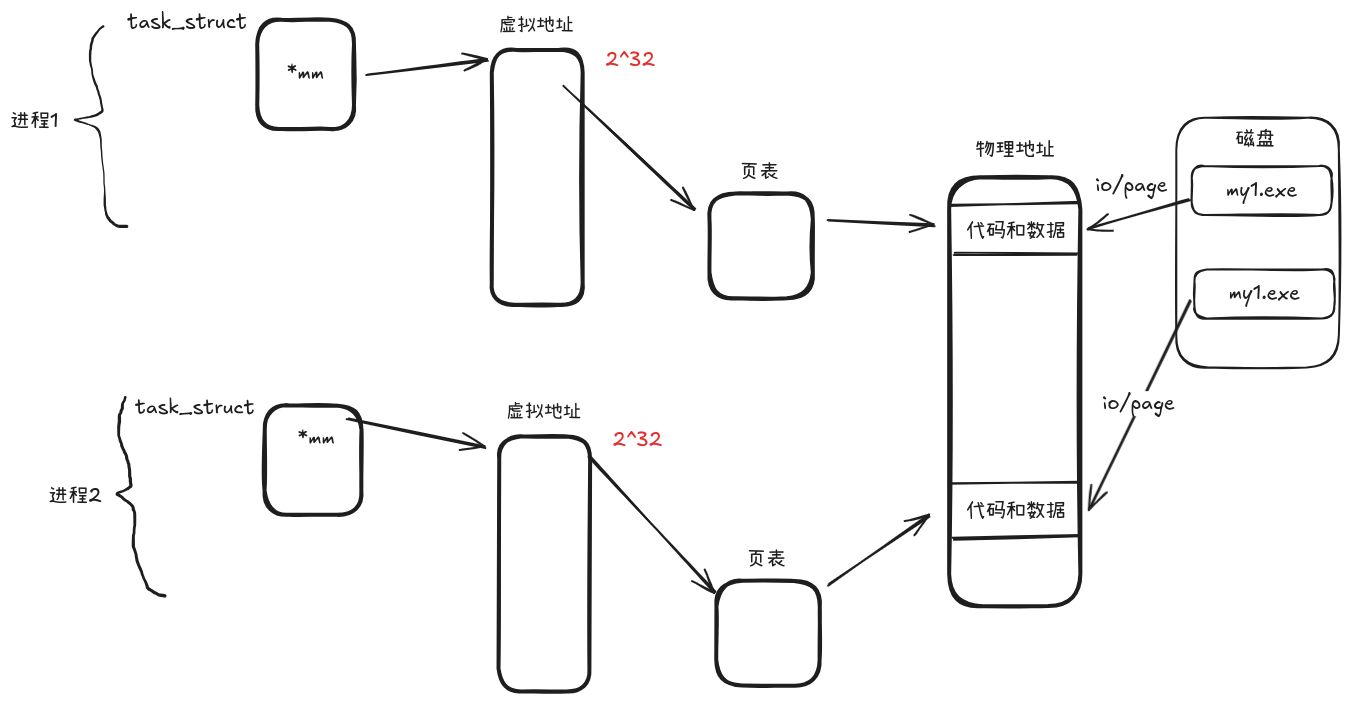 task_struct
*mm
进程1
虚拟地址
2^32
页表
物理地址
代码和数据
io/page
磁盘
my1.exe
my1.exe
io/page
task_struct
*mm
进程2
虚拟地址
2^32
页表
代码和数据